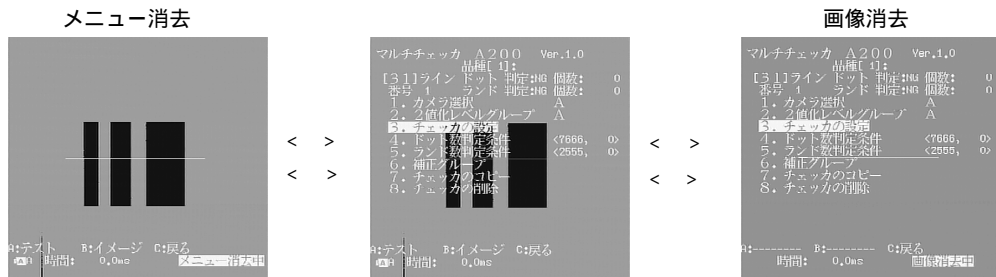 メニュー消去
画像消去
A:テスト B:イメージ C:戻る
時間: 0.0ms メニュー消去中
< >
< >
マルチチェッカ A200 Ver.1.0
品種[ 1]:
[31]ライン ドット 判定:NG 個数: 0
番号 1 ランド 判定:NG 個数: 0
1. カメラ選択 A
2. 2値化レベルグループ A
3. チェッカの設定
4. ドット数判定条件 <7666, 0>
5. ランド数判定条件 <2555, 0>
6. 補正グループ
7. チェッカのコピー
8. チェッカの削除
A:テスト B:イメージ C:戻る
時間: 0.0ms
< >
< >
マルチチェッカ A200 Ver.1.0
品種[ 1]:
[31]ライン ドット 判定:NG 個数: 0
番号 1 ランド 判定:NG 個数: 0
1. カメラ選択 A
2. 2値化レベルグループ A
3. チェッカの設定
4. ドット数判定条件 <7666, 0>
5. ランド数判定条件 <2555, 0>
6. 補正グループ
7. チェッカのコピー
8. チェッカの削除
A:-------- B:-------- C:戻る
時間: 0.0ms 画像消去中